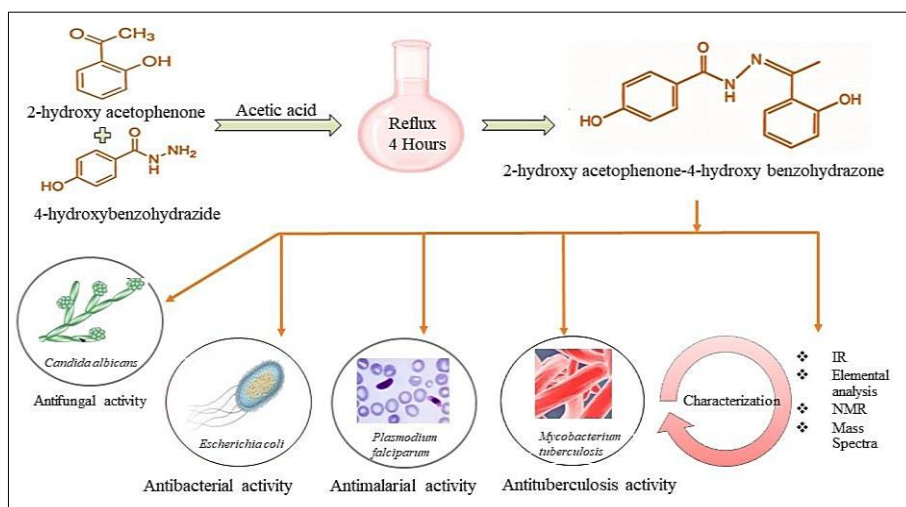 O
CH3
OH
2-hydroxy acetophenone
O
NH2
N
H
HO
4-hydroxybenzohydrazide
Acetic acid
Reflux
4 Hours
O
N
N
H
HO
OH
2-hydroxy acetophenone-4-hydroxy benzohydrazone
Candida albicans
Antifungal activity
Escherichia coli
Antibacterial activity
Plasmodium
falciparum
Antimalarial activity
Mycobacterium
tuberculosis
Antituberculosis activity
Characterization
❖ IR
❖ Elemental
analysis
❖ NMR
❖ Mass
Spectra